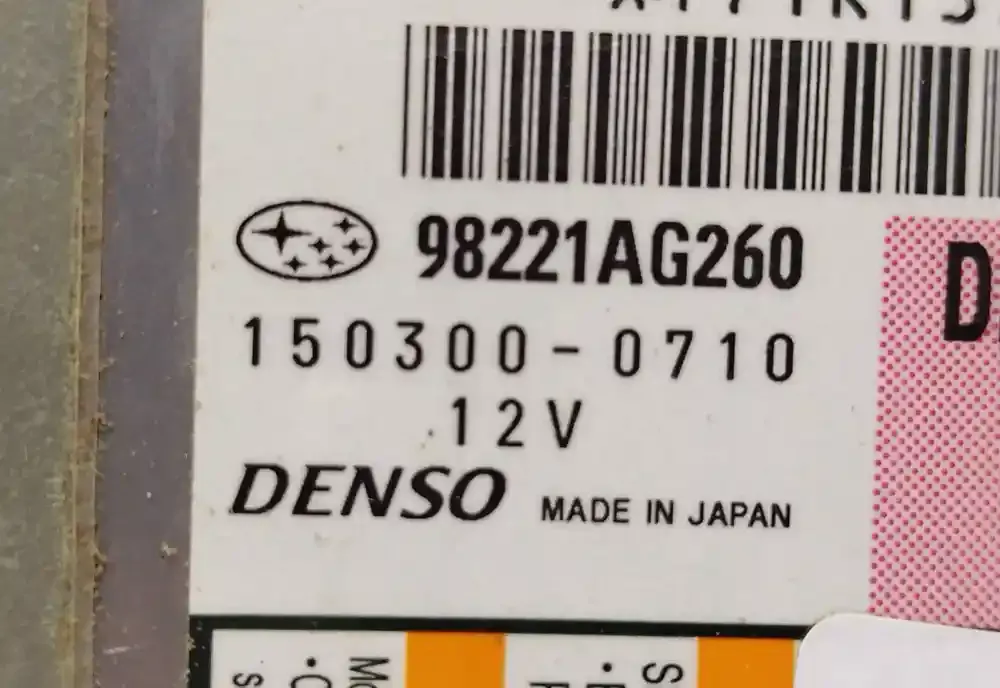 98221AG260
150300-0710
12V
DENSO MADE IN JAPAN